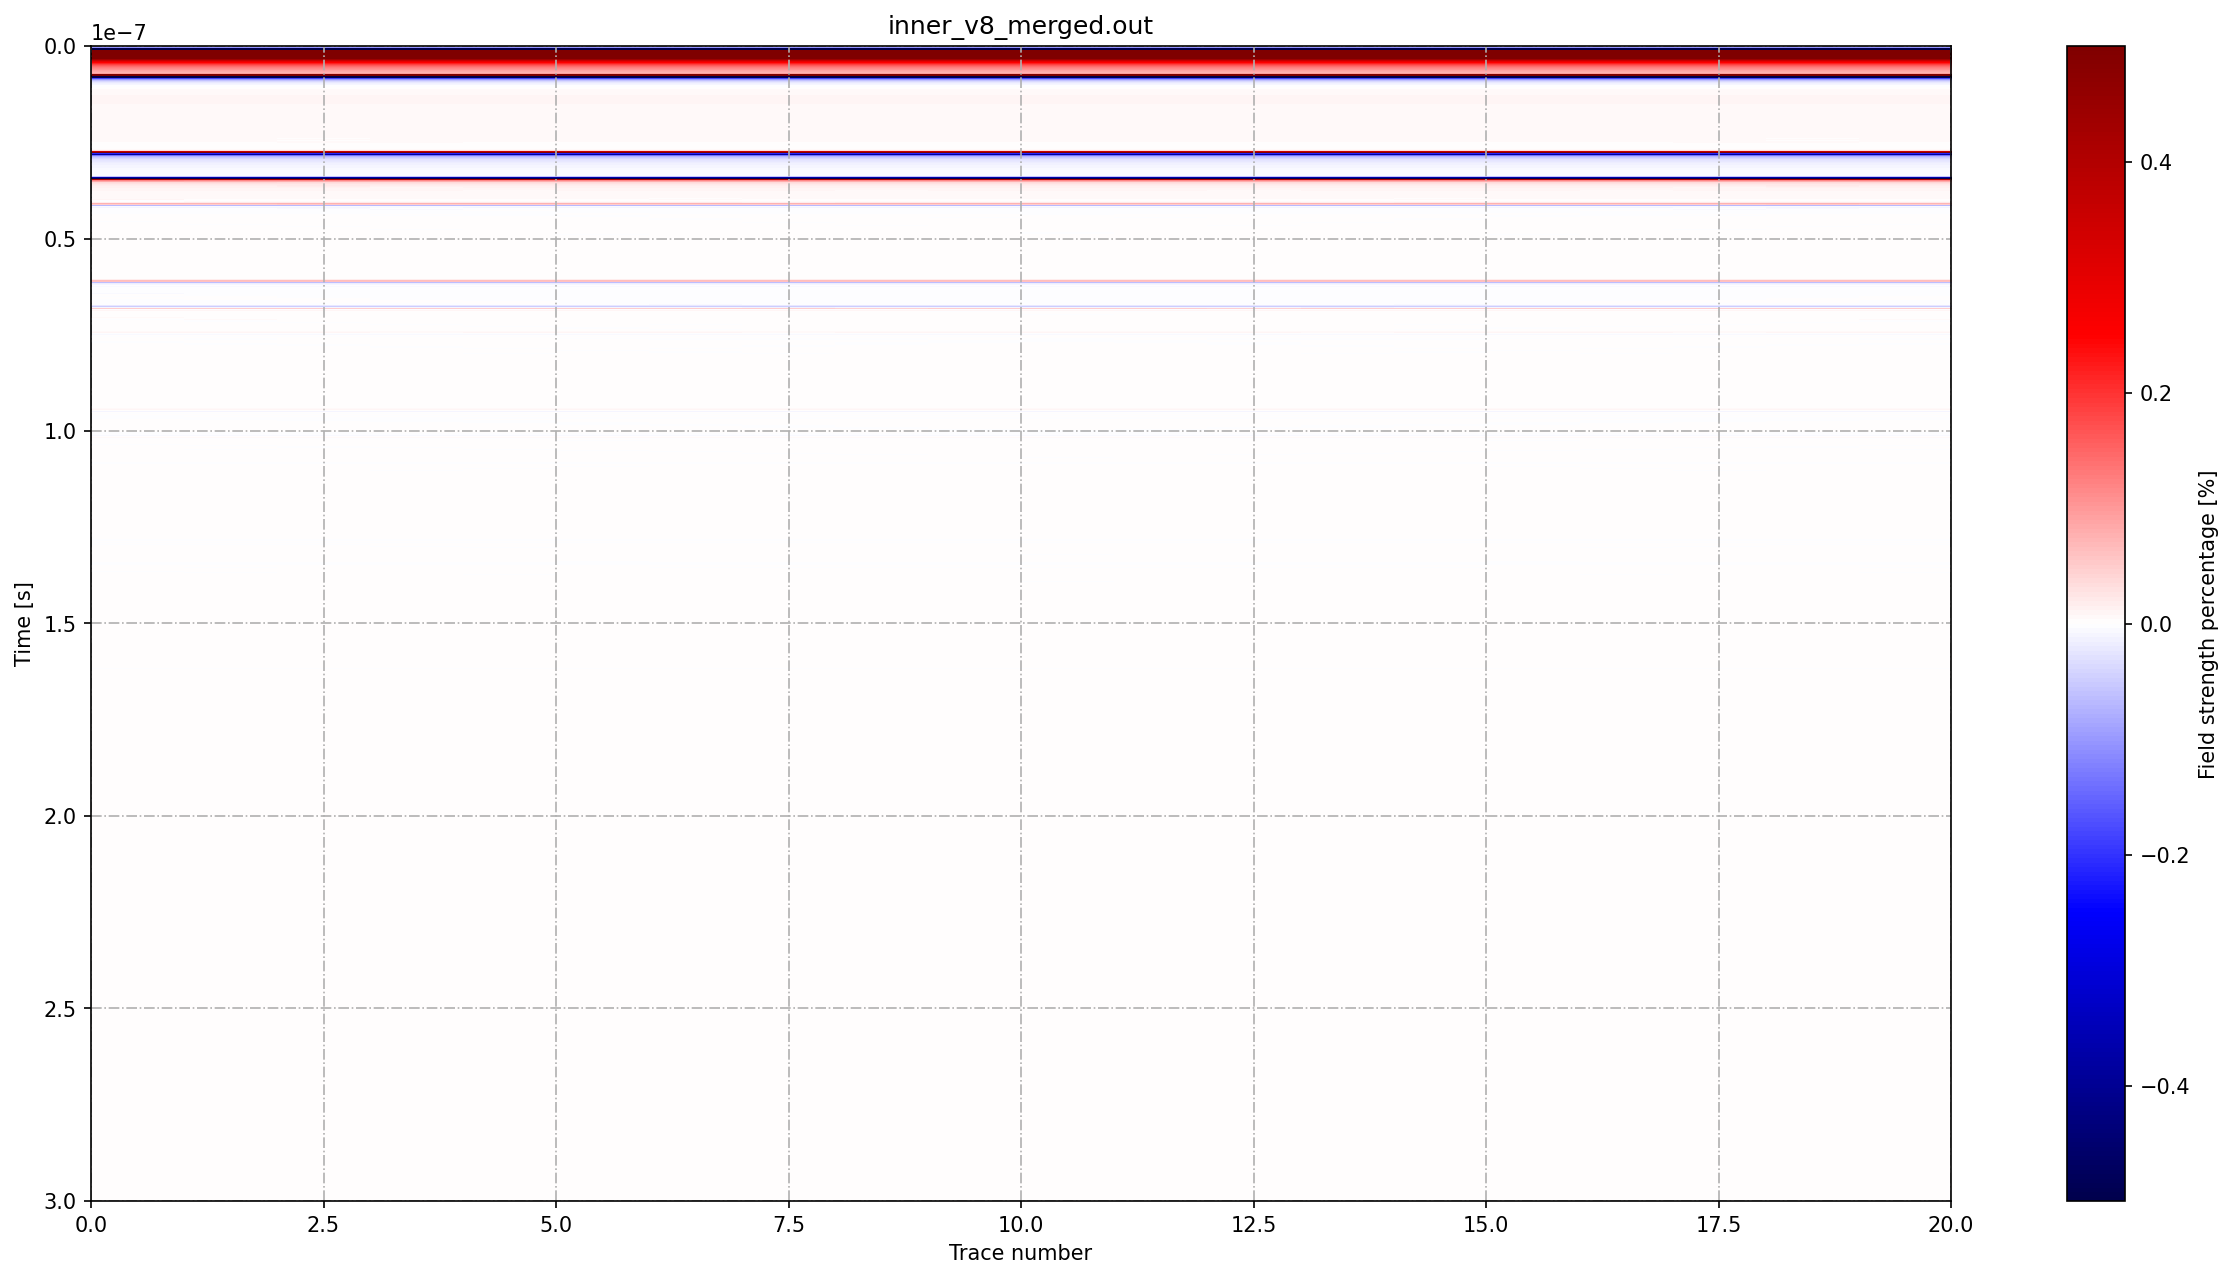 inner_v8_merged.out
1e−7
0.0
0.5
1.0
1.5
2.0
2.5
3.0
Time [s]
0.0 2.5 5.0 7.5 10.0 12.5 15.0 17.5 20.0
Trace number
0.4
0.2
0.0
−0.2
−0.4
Field strength percentage [%]